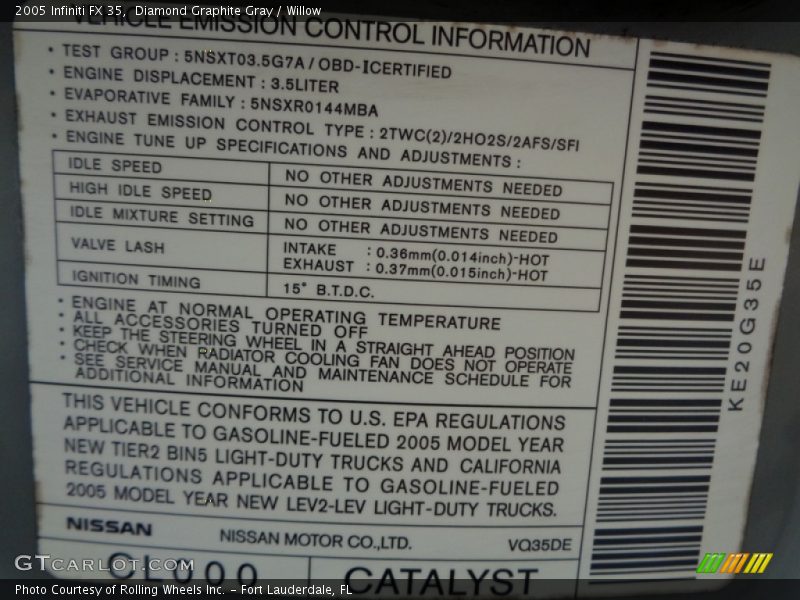 2005 Infiniti FX 35, Diamond Graphite Gray / Willow
VEHICLE EMISSION CONTROL INFORMATION
• TEST GROUP : 5NSXT03.5G7A / OBD-ⅠCERTIFIED
• ENGINE DISPLACEMENT : 3.5LITER
• EVAPORATIVE FAMILY : 5NSXR0144MBA
• EXHAUST EMISSION CONTROL TYPE : 2TWC(2)/2HO2S/2AFS/SFI
• ENGINE TUNE UP SPECIFICATIONS AND ADJUSTMENTS :
IDLE SPEED NO OTHER ADJUSTMENTS NEEDED
HIGH IDLE SPEED NO OTHER ADJUSTMENTS NEEDED
IDLE MIXTURE SETTING NO OTHER ADJUSTMENTS NEEDED
VALVE LASH INTAKE : 0.36mm(0.014inch)-HOT
EXHAUST : 0.37mm(0.015inch)-HOT
IGNITION TIMING 15° B.T.D.C.
• ENGINE AT NORMAL OPERATING TEMPERATURE
• ALL ACCESSORIES TURNED OFF
• KEEP THE STEERING WHEEL IN A STRAIGHT AHEAD POSITION
• CHECK WHEN RADIATOR COOLING FAN DOES NOT OPERATE
• SEE SERVICE MANUAL AND MAINTENANCE SCHEDULE FOR
ADDITIONAL INFORMATION
THIS VEHICLE CONFORMS TO U.S. EPA REGULATIONS
APPLICABLE TO GASOLINE-FUELED 2005 MODEL YEAR
NEW TIER2 BIN5 LIGHT-DUTY TRUCKS AND CALIFORNIA
REGULATIONS APPLICABLE TO GASOLINE-FUELED
2005 MODEL YEAR NEW LEV2-LEV LIGHT-DUTY TRUCKS.
NISSAN NISSAN MOTOR CO.,LTD. VQ35DE
CL000 CATALYST
KE20G35E
GTCARLOT.COM
Photo Courtesy of Rolling Wheels Inc. – Fort Lauderdale, FL